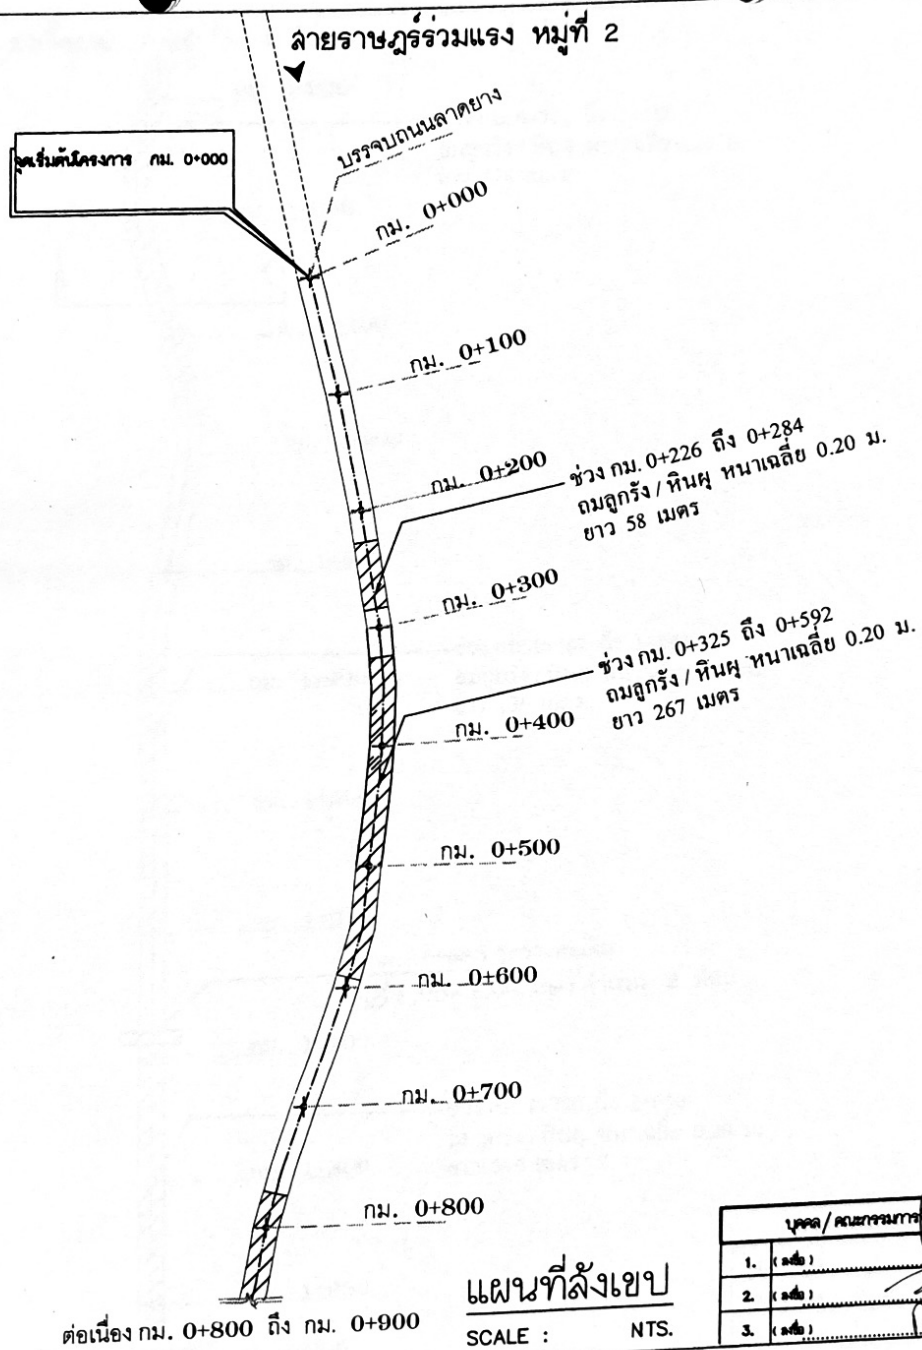 สายราษฎร์ร่วมแรง หมู่ที่ 2
บรรจบถนนลาดยาง
จุดเริ่มต้นโครงการ กม. 0+000
กม. 0+000
กม. 0+100
กม. 0+200
ช่วง กม. 0+226 ถึง 0+284
ถมลูกรัง / หินผุ หนาเฉลี่ย 0.20 ม.
ยาว 58 เมตร
กม. 0+300
ช่วง กม. 0+325 ถึง 0+592
ถมลูกรัง / หินผุ หนาเฉลี่ย 0.20 ม.
ยาว 267 เมตร
กม. 0+400
กม. 0+500
กม. 0+600
กม. 0+700
กม. 0+800
ต่อเนื่อง กม. 0+800 ถึง กม. 0+900
แผนที่สังเขป
SCALE : NTS.
บุคคล / คณะกรรมการ
1. (ลงชื่อ)
2. (ลงชื่อ)
3. (ลงชื่อ)